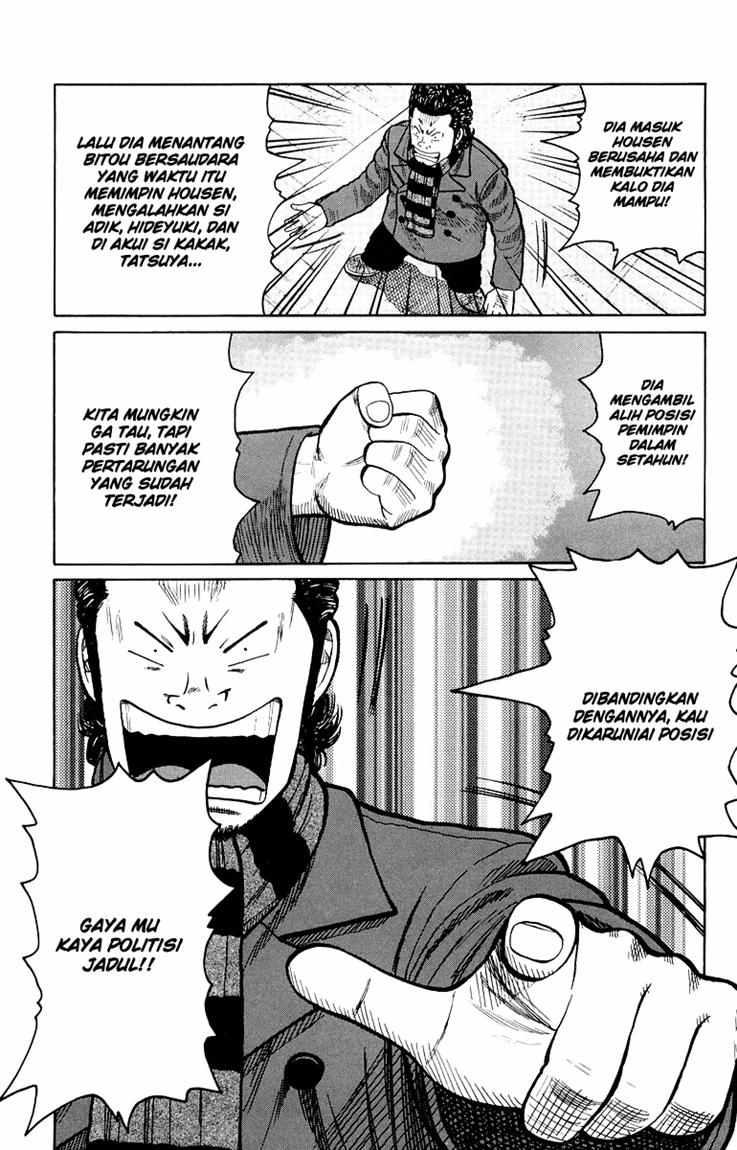 DIA MASUK
HOUSEN
BERUSAHA DAN
MEMBUKTIKAN
KALO DIA
MAMPU!
LALU DIA MENANTANG
BITOU BERSAUDARA
YANG WAKTU ITU
MEMIMPIN HOUSEN,
MENGALAHKAN SI
ADIK, HIDEYUKI, DAN
DI AKUI SI KAKAK,
TATSUYA...
DIA
MENGAMBIL
ALIH POSISI
PEMIMPIN
DALAM
SETAHUN!
KITA MUNGKIN
GA TAU, TAPI
PASTI BANYAK
PERTARUNGAN
YANG SUDAH
TERJADI!
DIBANDINGKAN
DENGANNYA, KAU
DIKARUNIAI POSISI
GAYA MU
KAYA POLITISI
JADUL!!